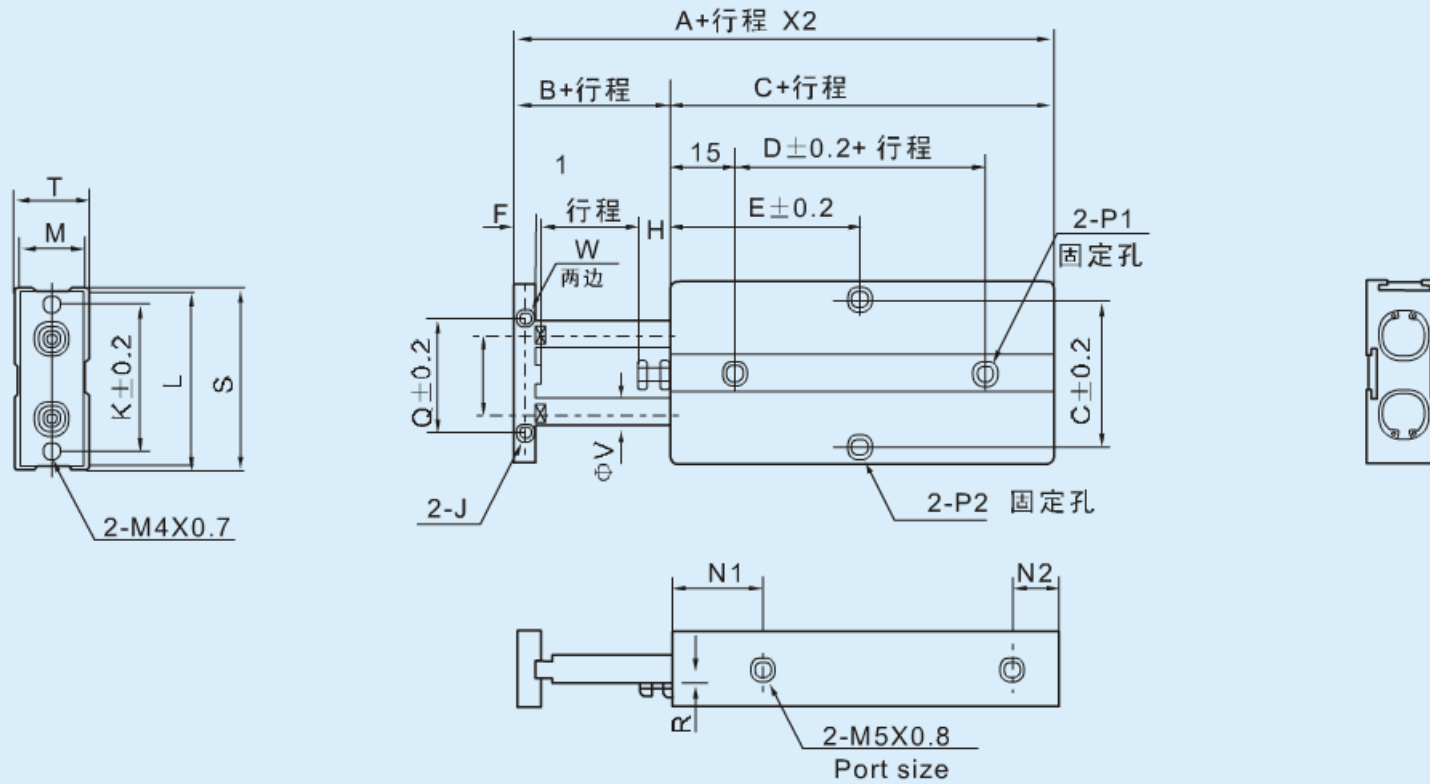 A+行程 X2
B+行程
C+行程
15
D±0.2+ 行程
1
T
F
行程
H
E±0.2
2-P1
M
W
固定孔
两边
K±0.2
L
S
Q±0.2
C±0.2
ΦV
2-J
2-P2 固定孔
2-M4X0.7
N1
N2
R
2-M5X0.8
Port size